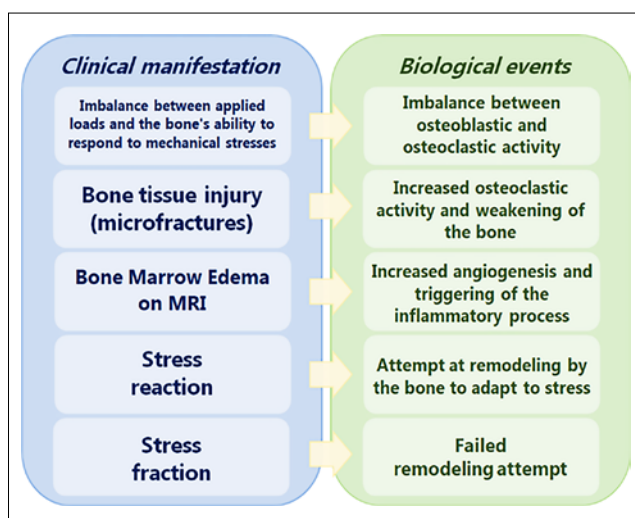 Clinical manifestation
Imbalance between applied
loads and the bone's ability to
respond to mechanical stresses
Bone tissue injury
(microfractures)
Bone Marrow Edema
on MRI
Stress
reaction
Stress
fraction
Biological events
Imbalance between
osteoblastic and
osteoclastic activity
Increased osteoclastic
activity and weakening of
the bone
Increased angiogenesis and
triggering of the
inflammatory process
Attempt at remodeling by
the bone to adapt to stress
Failed
remodeling attempt